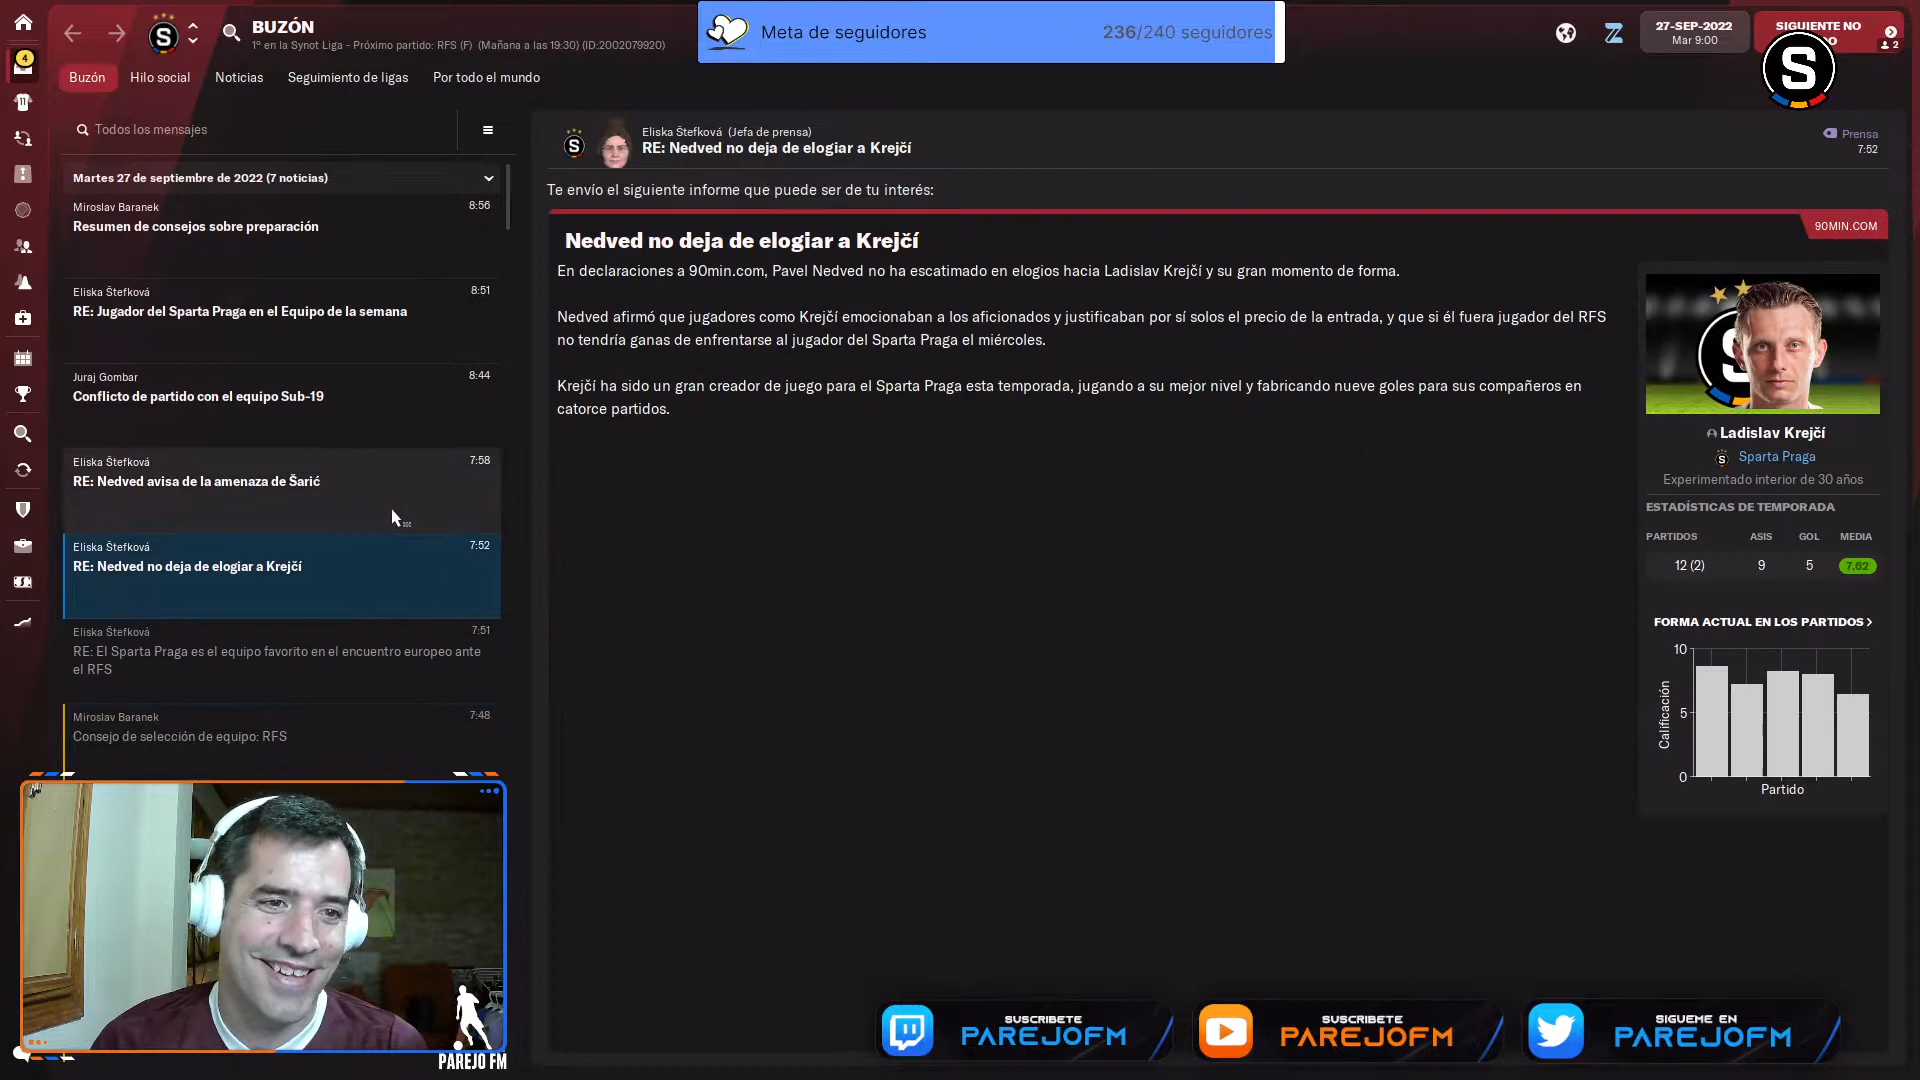 BUZÓN
1º en la Synot Liga - Próximo partido: RFS (F) (Mañana a las 19:30) (ID:2002079920)
Meta de seguidores
236/240 seguidores
27-SEP-2022
Mar 9:00
SIGUIENTE NO
2
4
Buzón
Hilo social
Noticias
Seguimiento de ligas
Por todo el mundo
Todos los mensajes
Martes 27 de septiembre de 2022 (7 noticias)
Miroslav Baranek
8:56
Resumen de consejos sobre preparación
Eliska Štefková
8:51
RE: Jugador del Sparta Praga en el Equipo de la semana
Juraj Gombar
8:44
Conflicto de partido con el equipo Sub-19
Eliska Štefková
7:58
RE: Nedved avisa de la amenaza de Šarić
Eliska Štefková
7:52
RE: Nedved no deja de elogiar a Krejčí
Eliska Štefková
7:51
RE: El Sparta Praga es el equipo favorito en el encuentro europeo ante
el RFS
Miroslav Baranek
7:48
Consejo de selección de equipo: RFS
Eliska Štefková (Jefa de prensa)
RE: Nedved no deja de elogiar a Krejčí
Prensa
7:52
Te envío el siguiente informe que puede ser de tu interés:
90MIN.COM
Nedved no deja de elogiar a Krejčí
En declaraciones a 90min.com, Pavel Nedved no ha escatimado en elogios hacia Ladislav Krejčí y su gran momento de forma.
Nedved afirmó que jugadores como Krejčí emocionaban a los aficionados y justificaban por sí solos el precio de la entrada, y que si él fuera jugador del RFS
no tendría ganas de enfrentarse al jugador del Sparta Praga el miércoles.
Krejčí ha sido un gran creador de juego para el Sparta Praga esta temporada, jugando a su mejor nivel y fabricando nueve goles para sus compañeros en
catorce partidos.
Ladislav Krejčí
Sparta Praga
Experimentado interior de 30 años
ESTADÍSTICAS DE TEMPORADA
PARTIDOS ASIS GOL MEDIA
12 (2) 9 5 7.62
FORMA ACTUAL EN LOS PARTIDOS
10
5
0
Calificación
Partido
PAREJO FM
SUSCRIBETE
PAREJOFM
SUSCRIBETE
PAREJOFM
SIGUEME EN
PAREJOFM